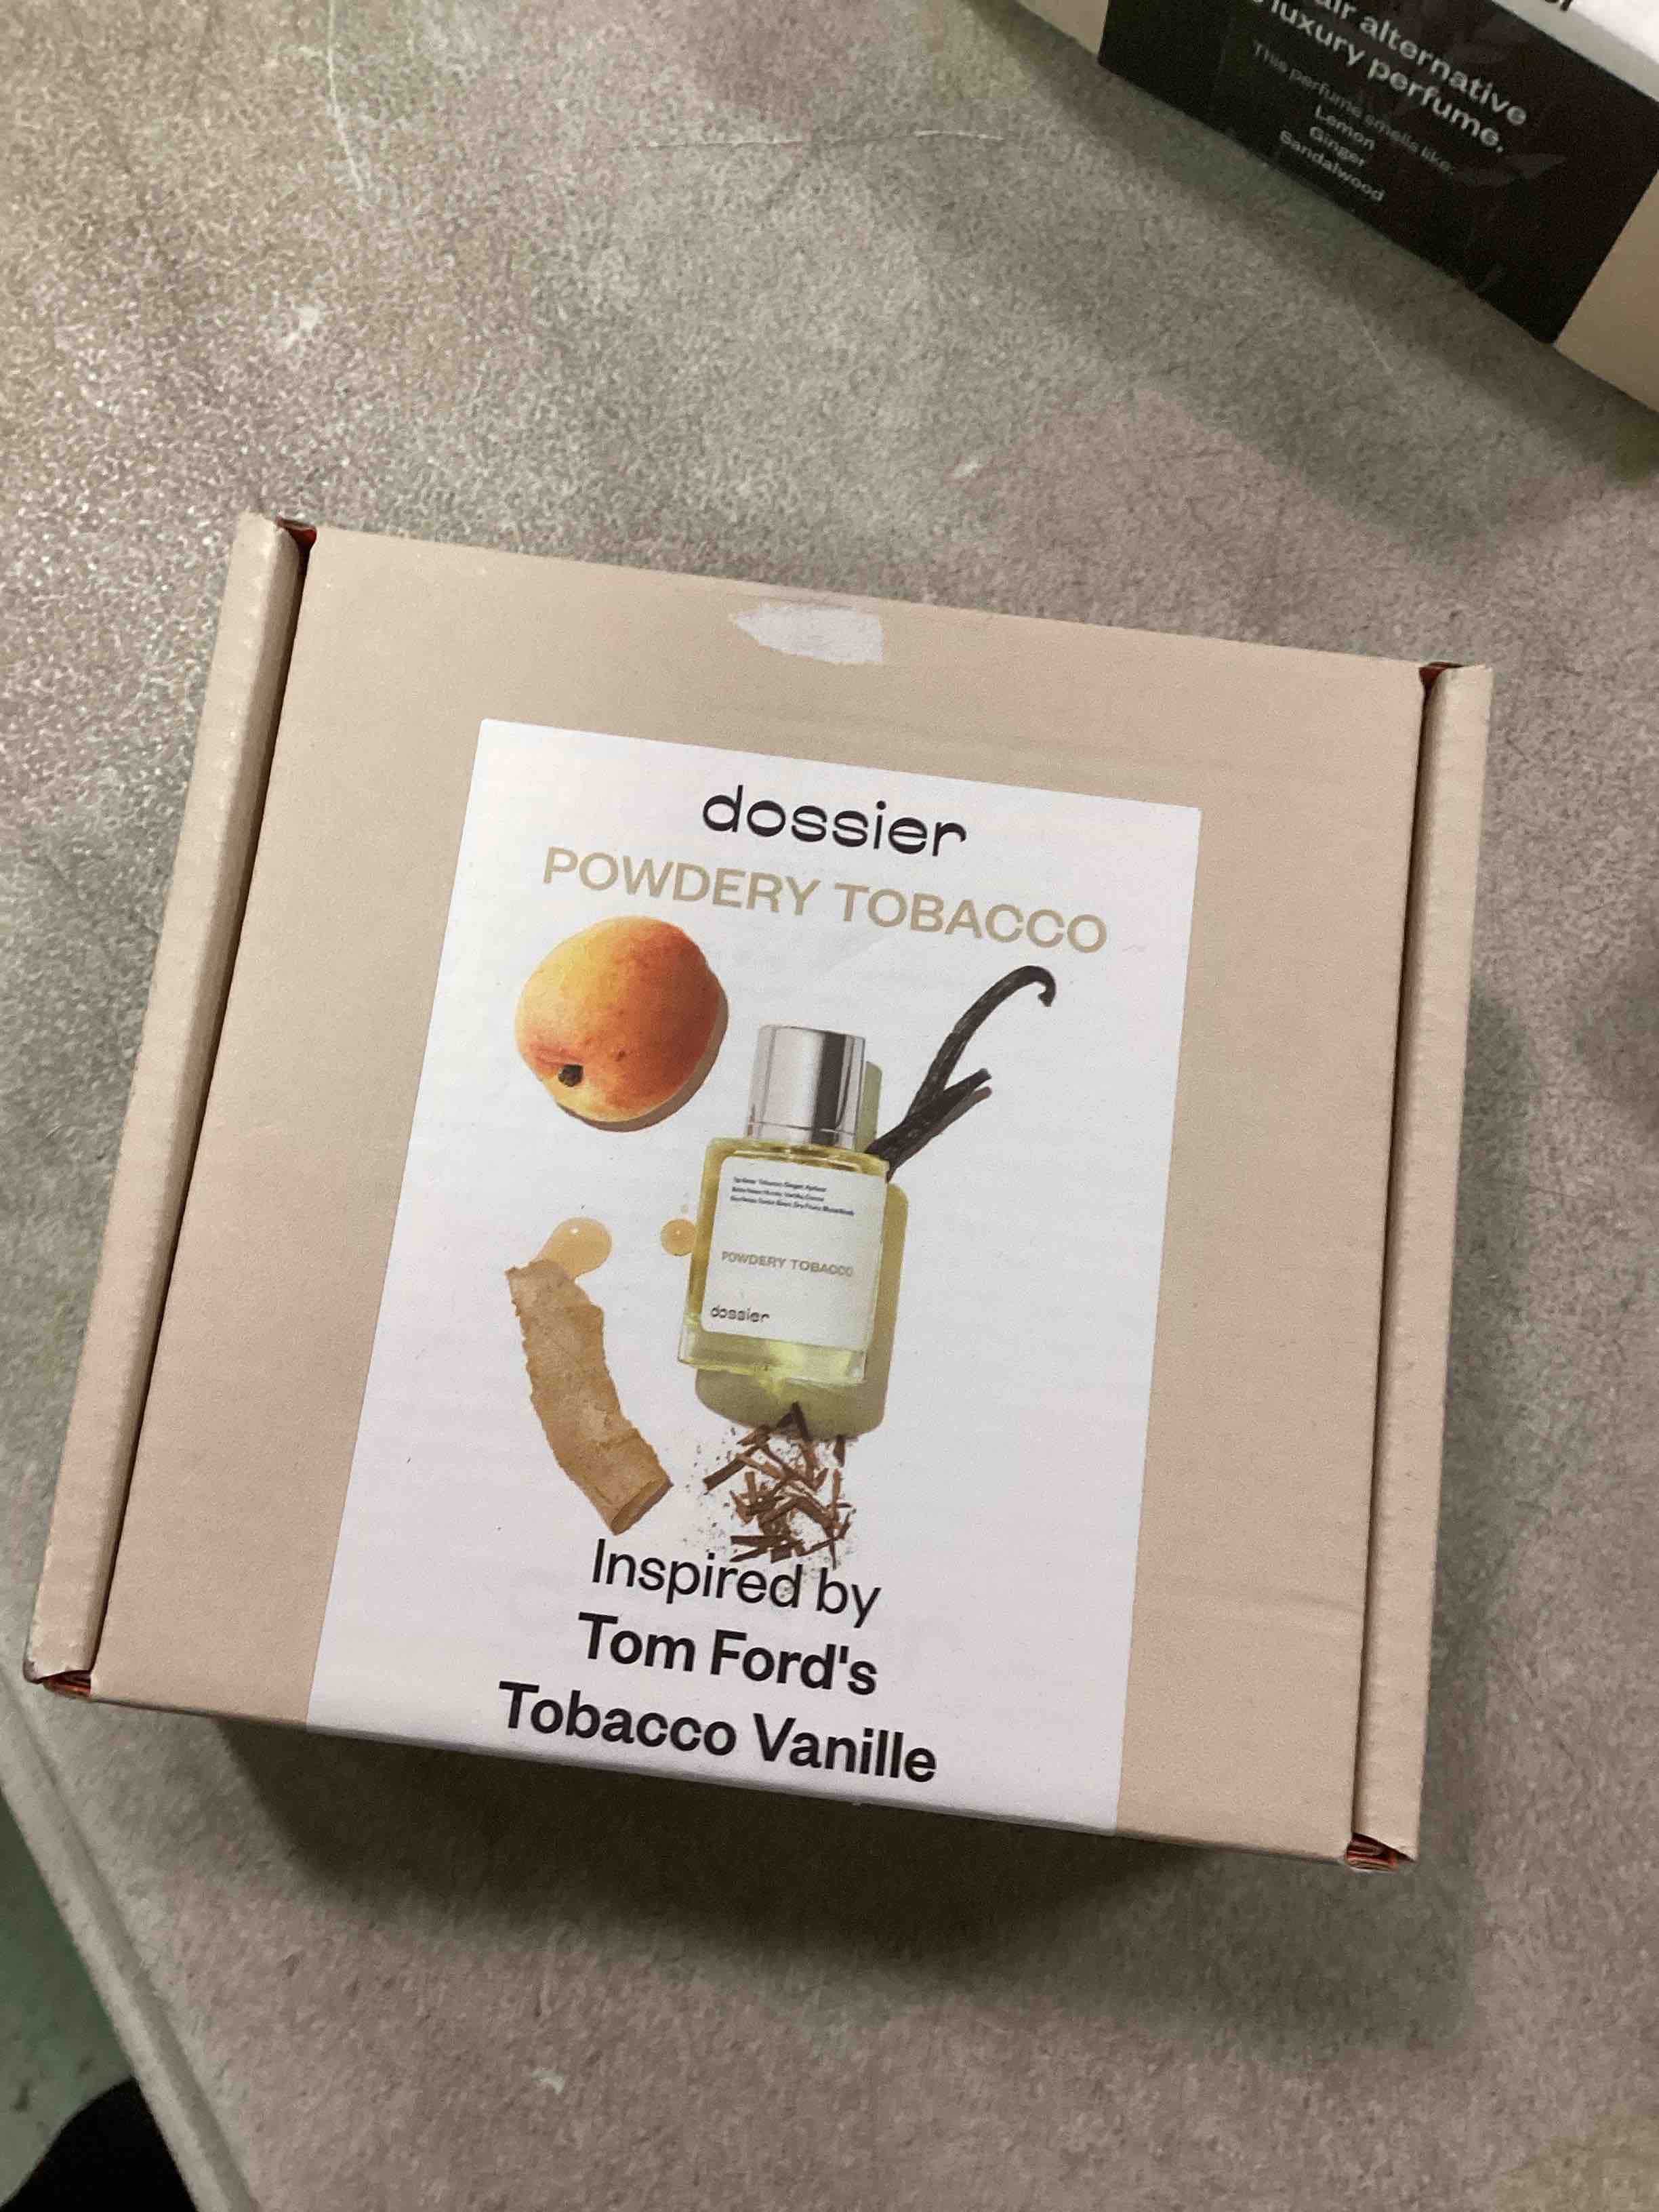 alternative
luxury perfume.
This perfume smells like:
Lemon
Ginger
Sandalwood
dossier
POWDERY TOBACCO
POWDERY TOBACCO
dossier
Inspired by
Tom Ford's
Tobacco Vanille